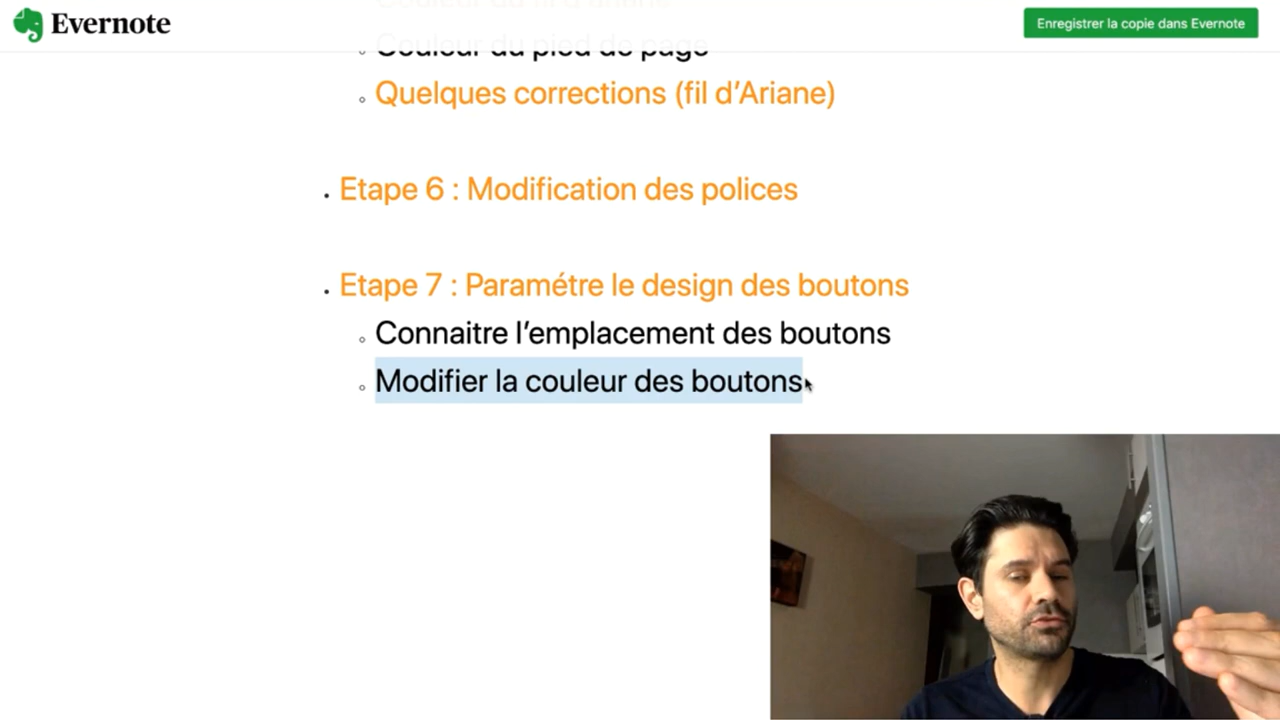 Evernote
Enregistrer la copie dans Evernote
Couleur du pied de page
Quelques corrections (fil d’Ariane)
Etape 6 : Modification des polices
Etape 7 : Paramétre le design des boutons
Connaitre l’emplacement des boutons
Modifier la couleur des boutons